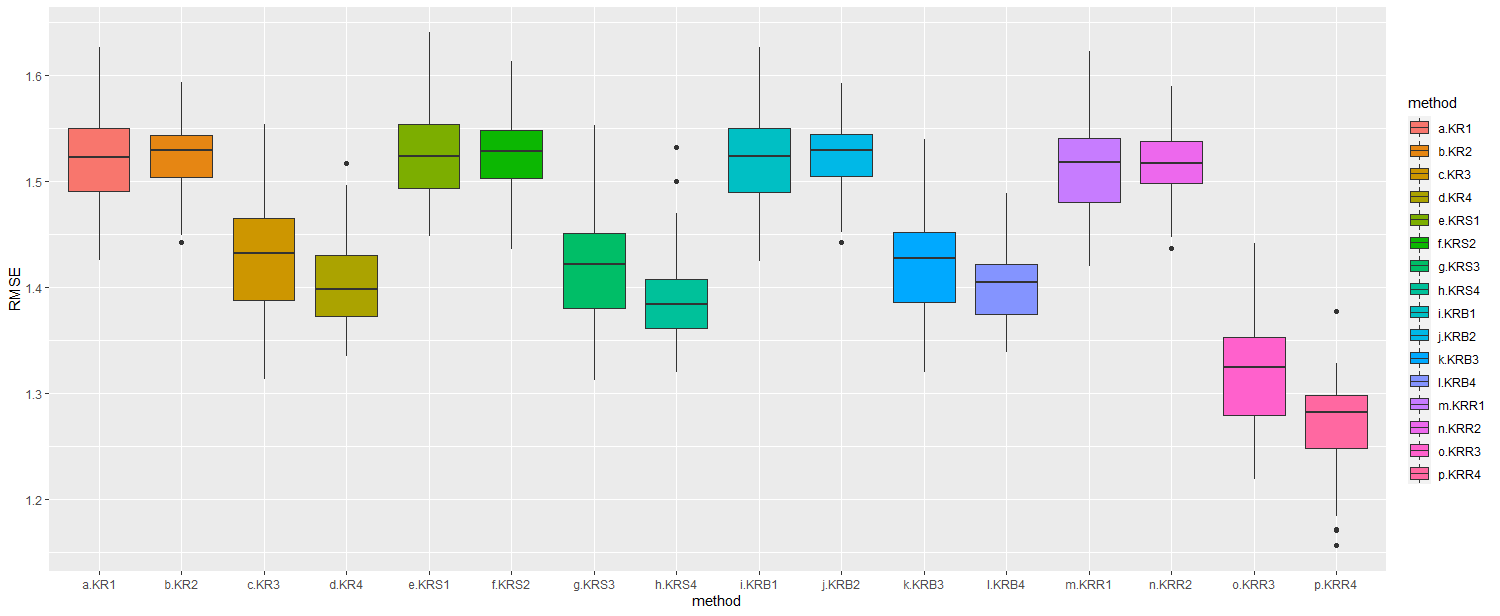 RMSE
1.6
1.5
1.4
1.3
1.2
a.KR1 b.KR2 c.KR3 d.KR4 e.KRS1 f.KRS2 g.KRS3 h.KRS4 i.KRB1 j.KRB2 k.KRB3 l.KRB4 m.KRR1 n.KRR2 o.KRR3 p.KRR4
method
method
a.KR1
b.KR2
c.KR3
d.KR4
e.KRS1
f.KRS2
g.KRS3
h.KRS4
i.KRB1
j.KRB2
k.KRB3
l.KRB4
m.KRR1
n.KRR2
o.KRR3
p.KRR4